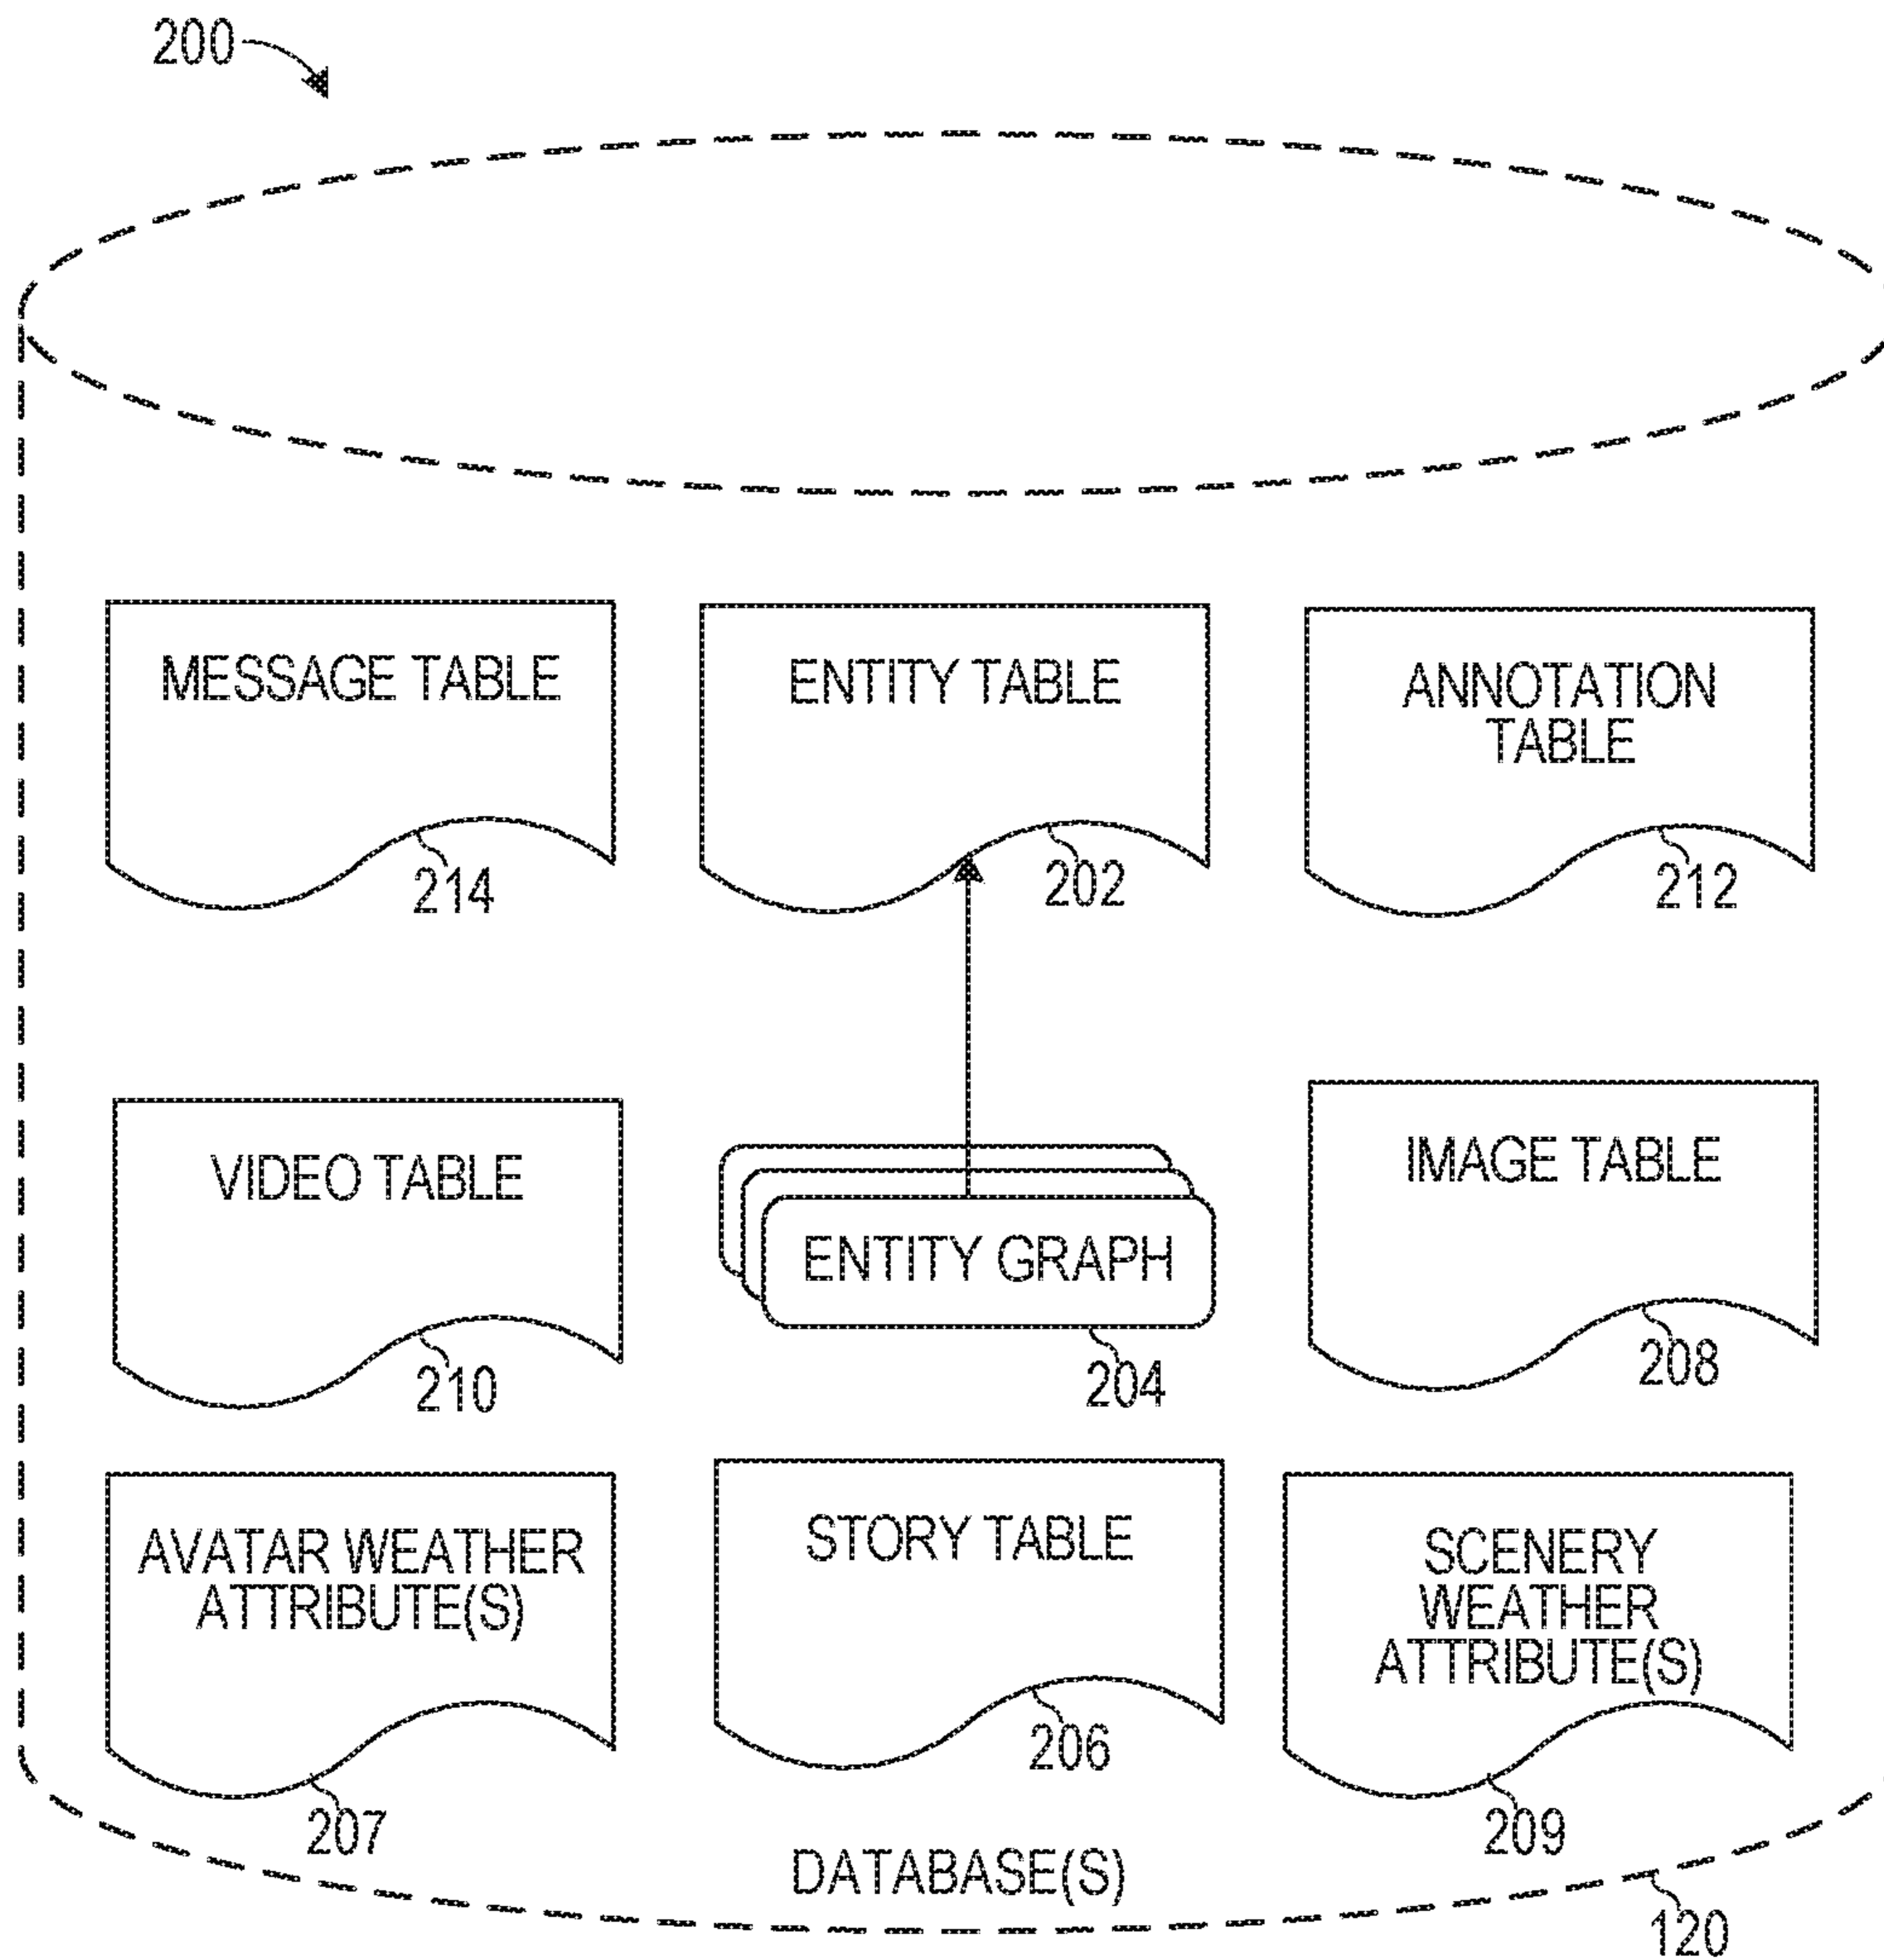 200
MESSAGE TABLE
214
ENTITY TABLE
202
ANNOTATION
TABLE
212
VIDEO TABLE
210
ENTITY GRAPH
204
IMAGE TABLE
208
AVATAR WEATHER
ATTRIBUTE(S)
207
STORY TABLE
206
SCENERY
WEATHER
ATTRIBUTE(S)
209
DATABASE(S)
120